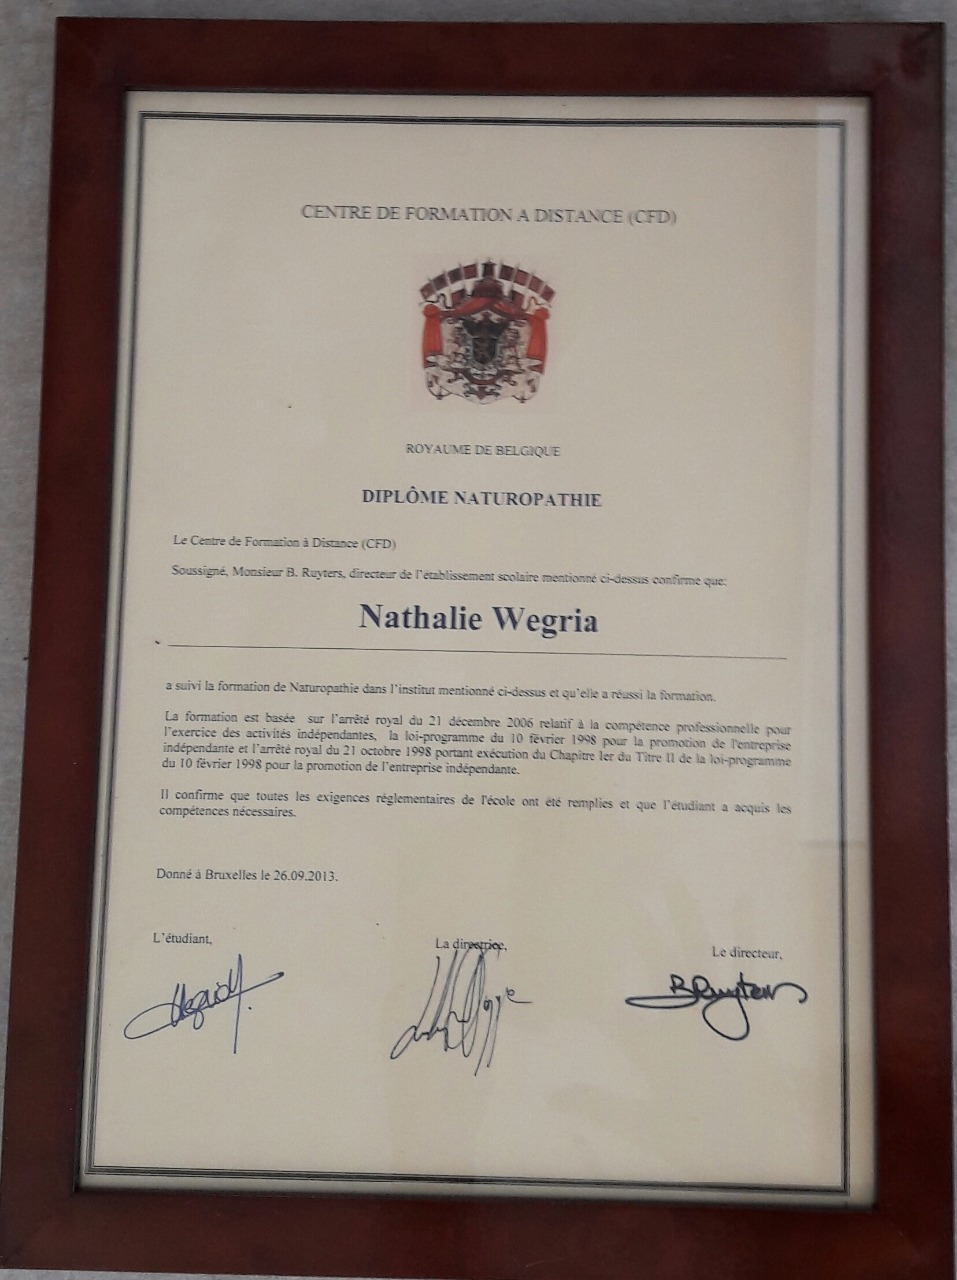 CENTRE DE FORMATION A DISTANCE (CFD)
ROYAUME DE BELGIQUE
DIPLÔME NATUROPATHIE
Le Centre de Formation à Distance (CFD)
Soussigné, Monsieur B. Ruyters, directeur de l'établissement scolaire mentionné ci-dessus confirme que:
Nathalie Wegria
a suivi la formation de Naturopathie dans l'institut mentionné ci-dessus et qu'elle a réussi la formation.
La formation est basée sur l'arrêté royal du 21 décembre 2006 relatif à la compétence professionnelle pour
l'exercice des activités indépendantes, la loi-programme du 10 février 1998 pour la promotion de l'entreprise
indépendante et l'arrêté royal du 21 octobre 1998 portant exécution du Chapitre Ier du Titre II de la loi-programme
du 10 février 1998 pour la promotion de l'entreprise indépendante.
Il confirme que toutes les exigences réglementaires de l'école ont été remplies et que l'étudiant a acquis les
compétences nécessaires.
Donné à Bruxelles le 26.09.2013.
L'étudiant,
La directrice,
Le directeur,
BRuyters